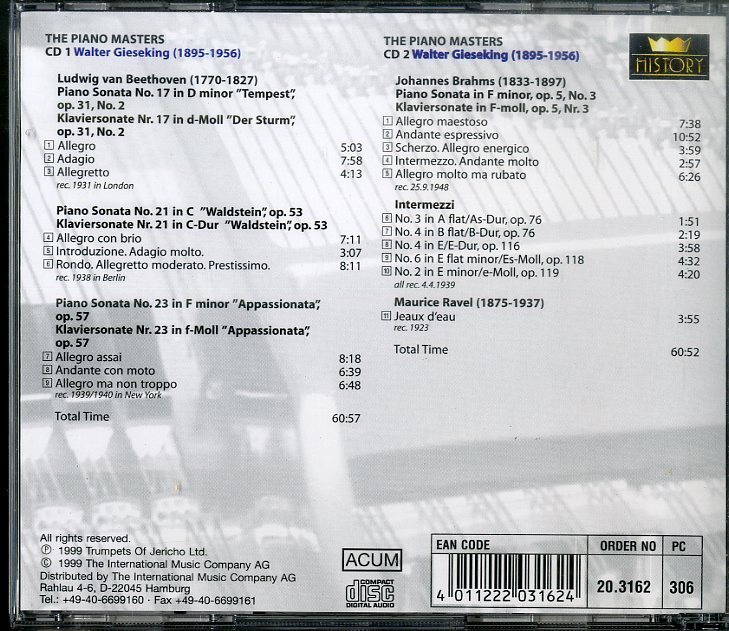 THE PIANO MASTERS
CD 1 Walter Gieseking (1895-1956)
Ludwig van Beethoven (1770-1827)
Piano Sonata No. 17 in D minor "Tempest",
op. 31, No. 2
Klaviersonate Nr. 17 in d-Moll "Der Sturm",
op. 31, No. 2
1 Allegro 5:03
2 Adagio 7:58
3 Allegretto 4:13
rec. 1931 in London
Piano Sonata No. 21 in C "Waldstein", op. 53
Klaviersonate Nr. 21 in C-Dur "Waldstein", op. 53
4 Allegro con brio 7:11
5 Introduzione. Adagio molto. 3:07
6 Rondo. Allegretto moderato. Prestissimo. 8:11
rec. 1938 in Berlin
Piano Sonata No. 23 in F minor "Appassionata",
op. 57
Klaviersonate Nr. 23 in f-Moll "Appassionata",
op. 57
7 Allegro assai 8:18
8 Andante con moto 6:39
9 Allegro ma non troppo 6:48
rec. 1939/1940 in New York
Total Time 60:57
THE PIANO MASTERS
CD 2 Walter Gieseking (1895-1956)
HISTORY
Johannes Brahms (1833-1897)
Piano Sonata in F minor, op. 5, No. 3
Klaviersonate in F-moll, op. 5, Nr. 3
1 Allegro maestoso 7:38
2 Andante espressivo 10:52
3 Scherzo. Allegro energico 3:59
4 Intermezzo. Andante molto 2:57
5 Allegro molto ma rubato 6:26
rec. 25.9.1948
Intermezzi
6 No. 3 in A flat/As-Dur, op. 76 1:51
7 No. 4 in B flat/B-Dur, op. 76 2:19
8 No. 4 in E/E-Dur, op. 116 3:58
9 No. 6 in E flat minor/Es-Moll, op. 118 4:32
10 No. 2 in E minor/e-Moll, op. 119 4:20
all rec. 4.4.1939
Maurice Ravel (1875-1937)
11 Jeaux d'eau 3:55
rec. 1923
Total Time 60:52
All rights reserved.
℗ 1999 Trumpets Of Jericho Ltd.
© 1999 The International Music Company AG
Distributed by The International Music Company AG
Rahlau 4-6, D-22045 Hamburg
Tel.: +49-40-6699160 · Fax +49-40-6699161
ACUM
COMPACT
disc
DIGITAL AUDIO
EAN CODE
4 011222 031624
ORDER NO
20.3162
PC
306